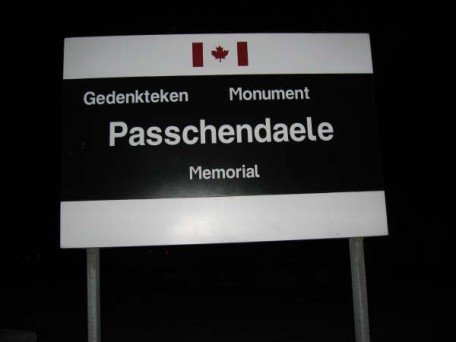 Gedenkteken Monument
Passchendaele
Memorial